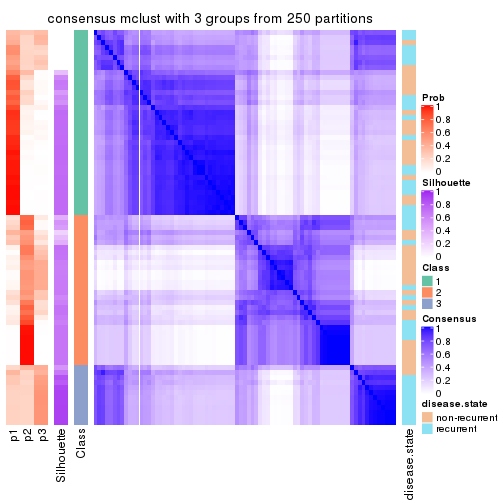 consensus mclust with 3 groups from 250 partitions
Prob
1
0.8
0.6
0.4
0.2
0
Silhouette
1
0.8
0.6
0.4
0.2
0
Class
1
2
3
Consensus
1
0.8
0.6
0.4
0.2
0
disease.state
non-recurrent
recurrent
p1
p2
p3
Silhouette
Class
disease.state